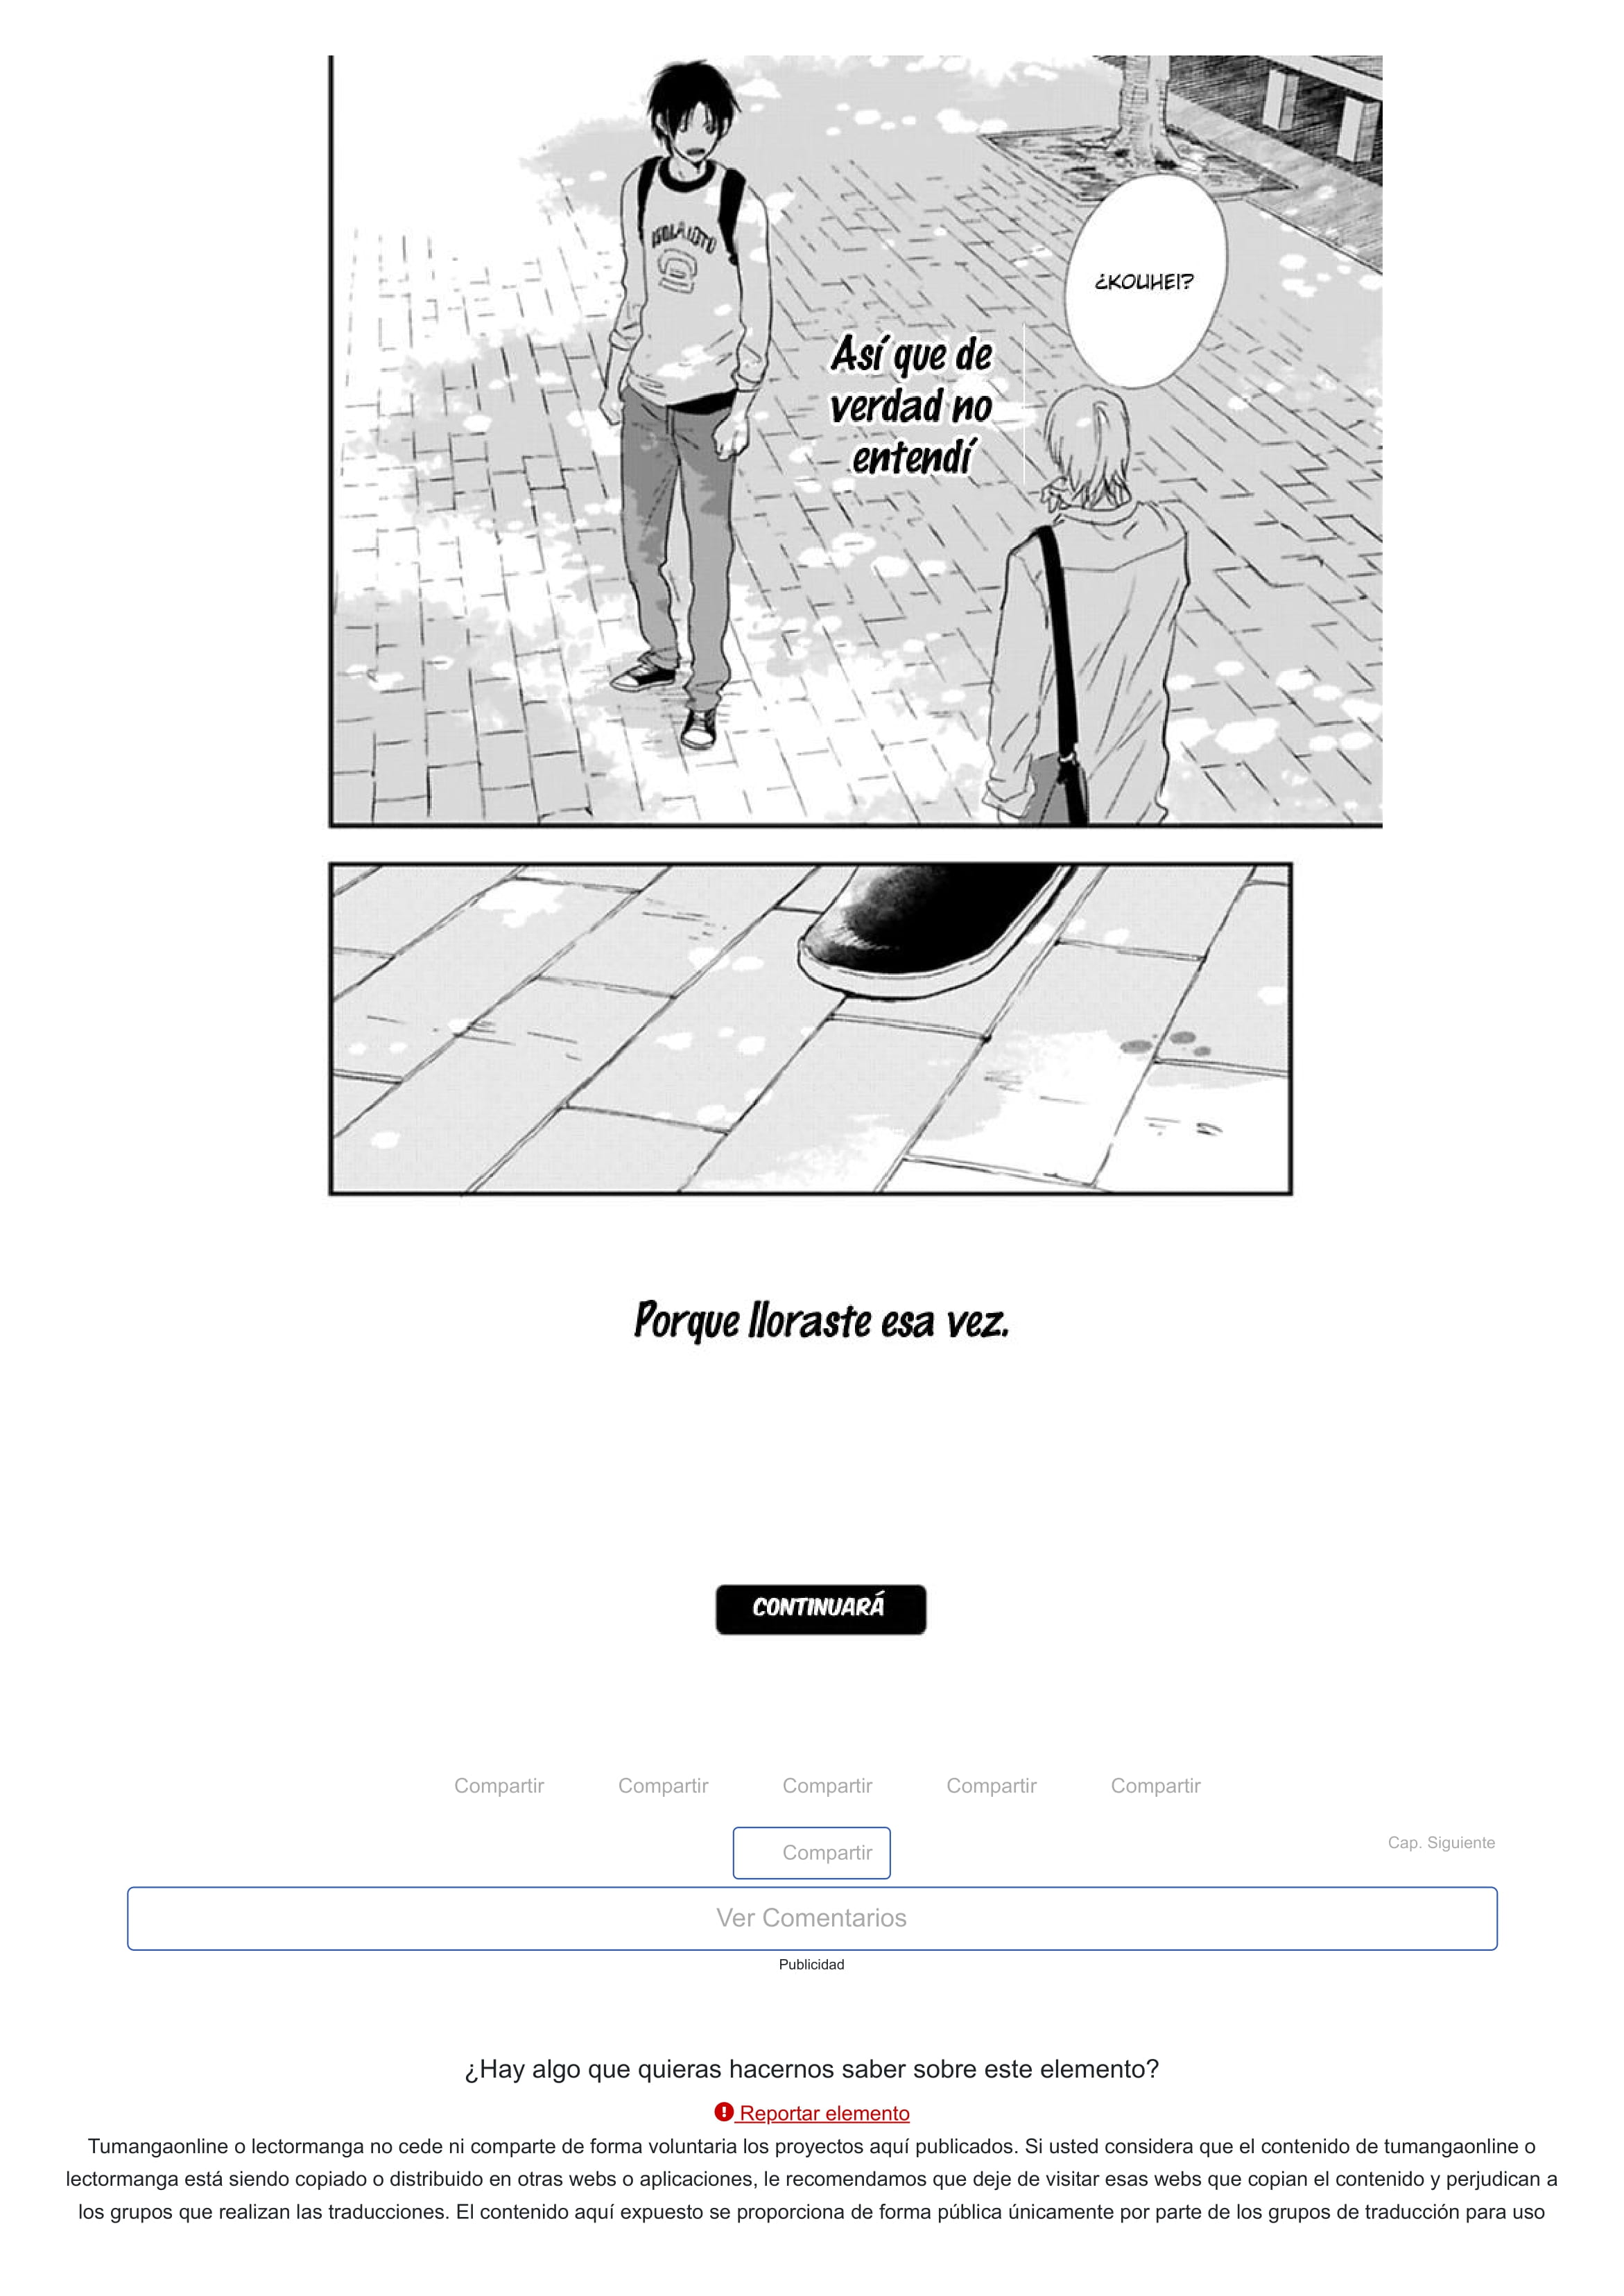 ¿KOUHEI?
Así que de
verdad no
entendí
Porque lloraste esa vez.
CONTINUARÁ
Compartir Compartir Compartir Compartir Compartir
Compartir
Cap. Siguiente
Ver Comentarios
Publicidad
¿Hay algo que quieras hacernos saber sobre este elemento?
Reportar elemento
Tumangaonline o lectormanga no cede ni comparte de forma voluntaria los proyectos aquí publicados. Si usted considera que el contenido de tumangaonline o
lectormanga está siendo copiado o distribuido en otras webs o aplicaciones, le recomendamos que deje de visitar esas webs que copian el contenido y perjudican a
los grupos que realizan las traducciones. El contenido aquí expuesto se proporciona de forma pública únicamente por parte de los grupos de traducción para uso